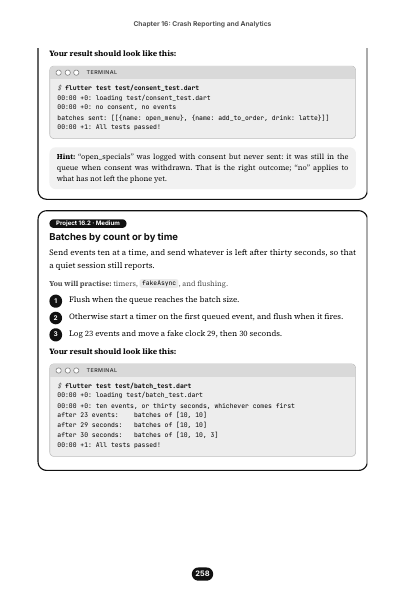 Chapter 16: Crash Reporting and Analytics
Your result should look like this:
TERMINAL
$ flutter test test/consent_test.dart
00:00 +0: loading test/consent_test.dart
00:00 +0: no consent, no events
batches sent: [[{name: open_menu}, {name: add_to_order, drink: latte}]]
00:00 +1: All tests passed!
Hint: “open_specials” was logged with consent but never sent: it was still in the
queue when consent was withdrawn. That is the right outcome; “no” applies to
what has not left the phone yet.
Project 16.2 · Medium
Batches by count or by time
Send events ten at a time, and send whatever is left after thirty seconds, so that
a quiet session still reports.
You will practise: timers, fakeAsync, and flushing.
1 Flush when the queue reaches the batch size.
2 Otherwise start a timer on the first queued event, and flush when it fires.
3 Log 23 events and move a fake clock 29, then 30 seconds.
Your result should look like this:
TERMINAL
$ flutter test test/batch_test.dart
00:00 +0: loading test/batch_test.dart
00:00 +0: ten events, or thirty seconds, whichever comes first
after 23 events: batches of [10, 10]
after 29 seconds: batches of [10, 10]
after 30 seconds: batches of [10, 10, 3]
00:00 +1: All tests passed!
258